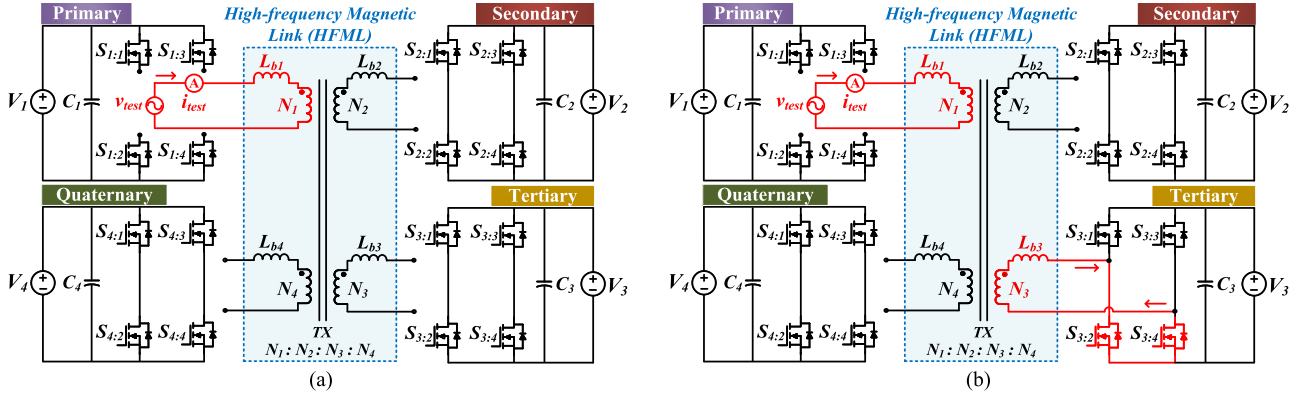 Primary
High-frequency Magnetic
Link (HFML)
Secondary
S1:1
S1:3
Lb1
Lb2
S2:1
S2:3
V1
C1
vtest
A
itest
N1
N2
C2
V2
S1:2
S1:4
S2:2
S2:4
Quaternary
Tertiary
S4:1
S4:3
Lb4
Lb3
S3:1
S3:3
V4
C4
N4
N3
C3
V3
S4:2
S4:4
TX
S3:2
S3:4
N1 : N2 : N3 : N4
(a)
Primary
High-frequency Magnetic
Link (HFML)
Secondary
S1:1
S1:3
Lb1
Lb2
S2:1
S2:3
V1
C1
vtest
A
itest
N1
N2
C2
V2
S1:2
S1:4
S2:2
S2:4
Quaternary
Tertiary
S4:1
S4:3
Lb4
Lb3
S3:1
S3:3
V4
C4
N4
N3
C3
V3
S4:2
S4:4
TX
S3:2
S3:4
N1 : N2 : N3 : N4
(b)